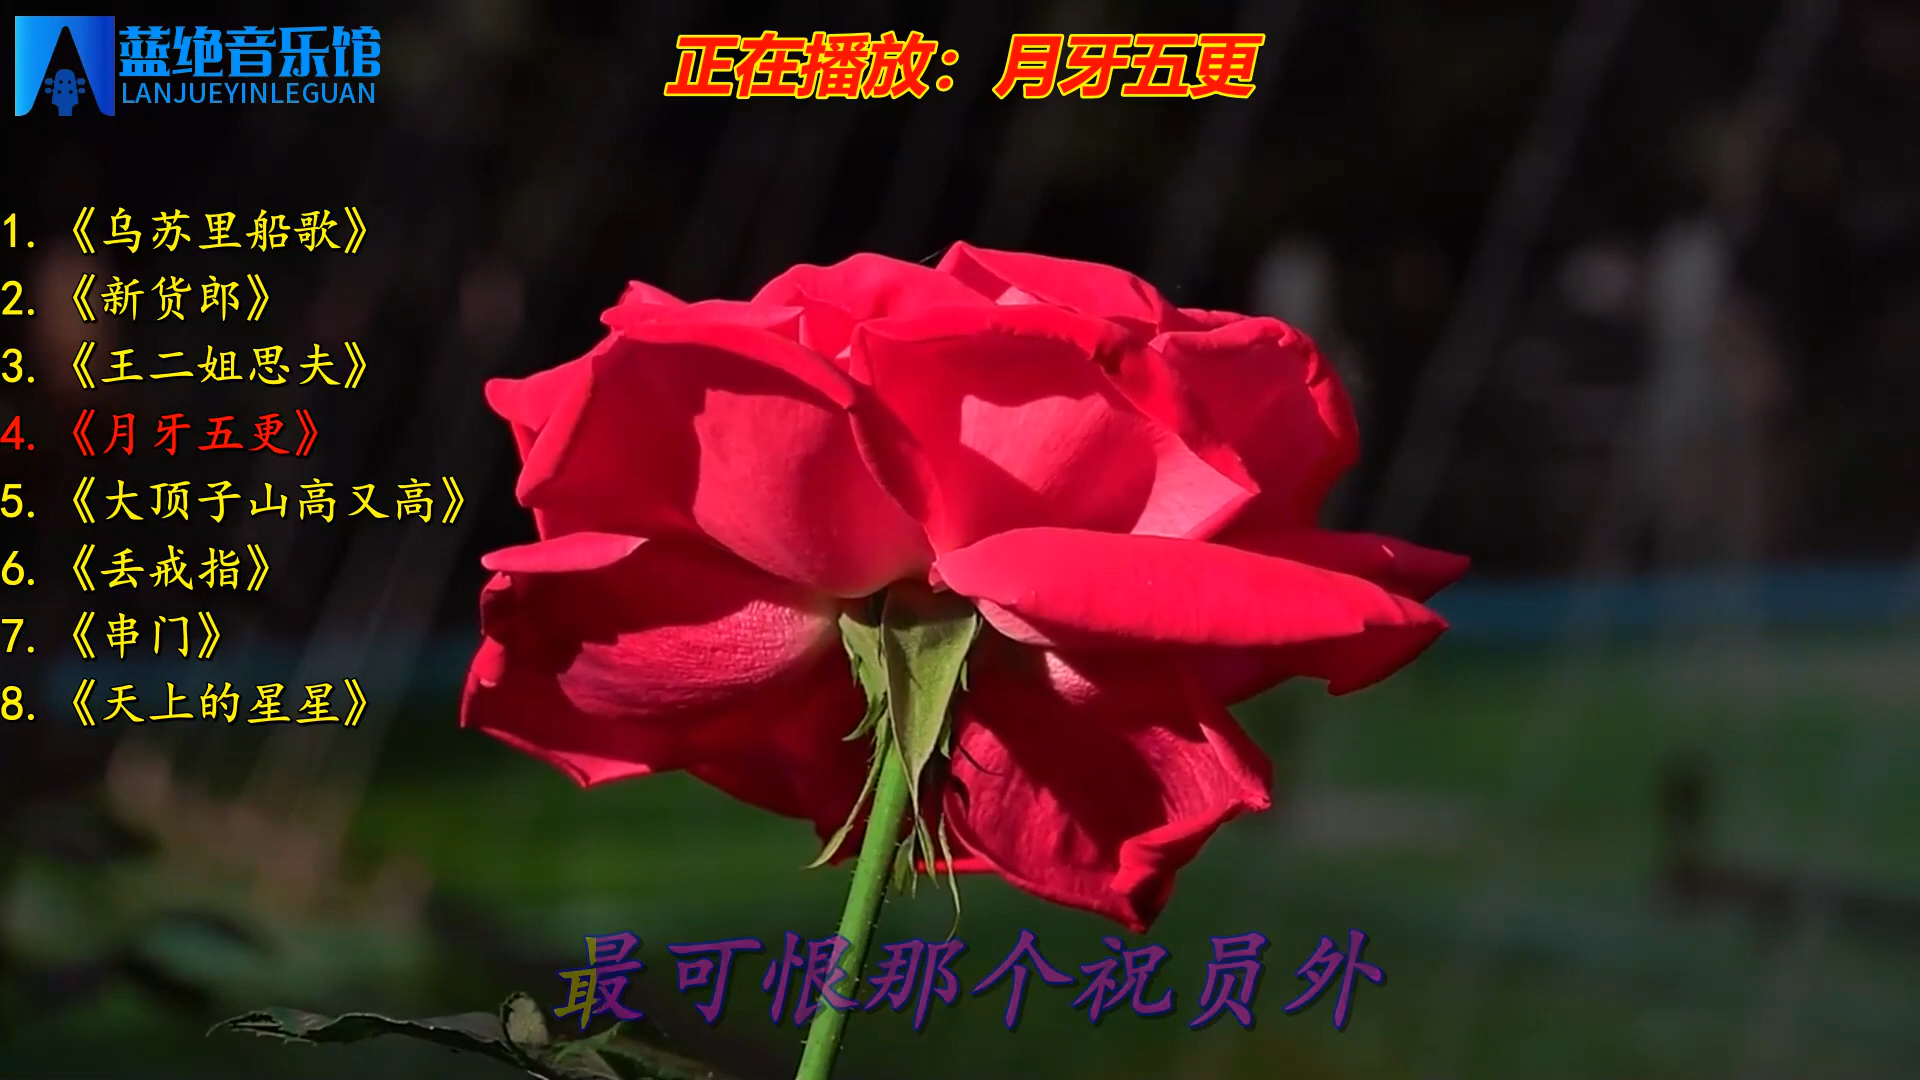 蓝绝音乐馆
LANJUEYINLEGUAN
正在播放：月牙五更
1.《乌苏里船歌》
2.《新货郎》
3.《王二姐思夫》
4.《月牙五更》
5.《大顶子山高又高》
6.《丢戒指》
7.《串门》
8.《天上的星星》
最可恨那个祝员外